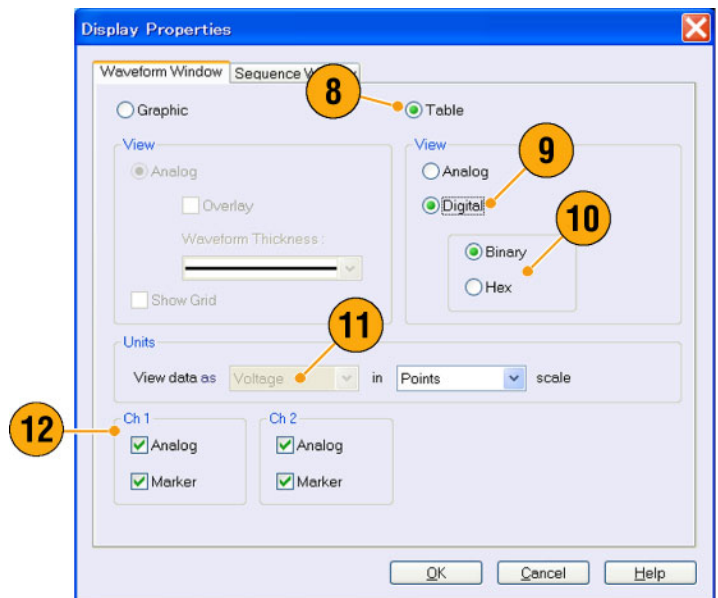 Display Properties
Waveform Window
8
Graphic
Table
View
Analog
Overlay
Waveform Thickness :
Show Grid
View
9
Analog
Digital
10
Binary
Hex
Units
11
View data as Voltage in Points scale
12
Ch 1
Analog
Marker
Ch 2
Analog
Marker
OK Cancel Help